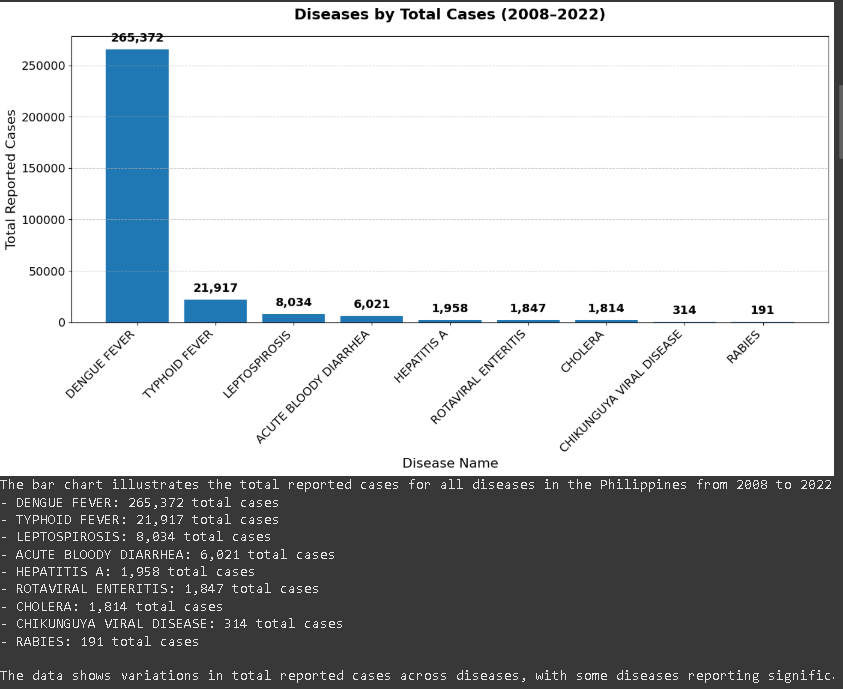 Diseases by Total Cases (2008–2022)
Total Reported Cases
250000
200000
150000
100000
50000
0
265,372
21,917
8,034
6,021
1,958
1,847
1,814
314
191
DENGUE FEVER
TYPHOID FEVER
LEPTOSPIROSIS
ACUTE BLOODY DIARRHEA
HEPATITIS A
ROTAVIRAL ENTERITIS
CHOLERA
CHIKUNGUYA VIRAL DISEASE
RABIES
Disease Name
The bar chart illustrates the total reported cases for all diseases in the Philippines from 2008 to 2022
- DENGUE FEVER: 265,372 total cases
- TYPHOID FEVER: 21,917 total cases
- LEPTOSPIROSIS: 8,034 total cases
- ACUTE BLOODY DIARRHEA: 6,021 total cases
- HEPATITIS A: 1,958 total cases
- ROTAVIRAL ENTERITIS: 1,847 total cases
- CHOLERA: 1,814 total cases
- CHIKUNGUYA VIRAL DISEASE: 314 total cases
- RABIES: 191 total cases
The data shows variations in total reported cases across diseases, with some diseases reporting signific